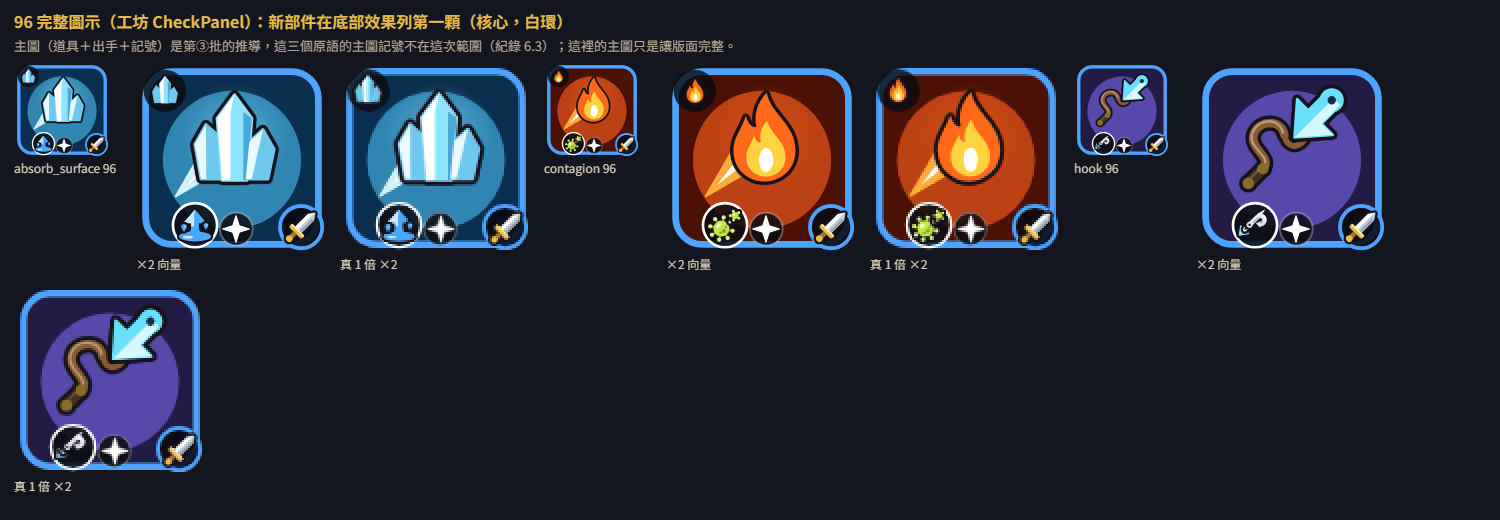 96 完整圖示（工坊 CheckPanel）：新部件在底部效果列第一顆（核心，白環）
主圖（道具＋出手＋記號）是第③批的推導，這三個原語的主圖記號不在這次範圍（紀錄 6.3）；這裡的主圖只是讓版面完整。
absorb_surface 96
contagion 96
hook 96
×2 向量
真 1 倍 ×2
×2 向量
真 1 倍 ×2
×2 向量
真 1 倍 ×2